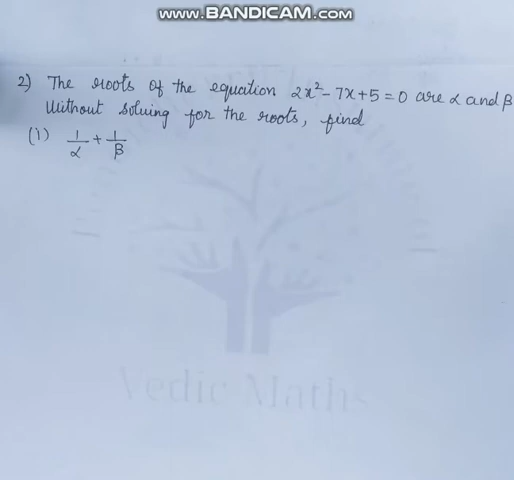 www.BANDICAM.com
2) The roots of the equation 2x² - 7x + 5 = 0 are α and β
Without solving for the roots, find
(1) 1/α + 1/β
Vedic Maths